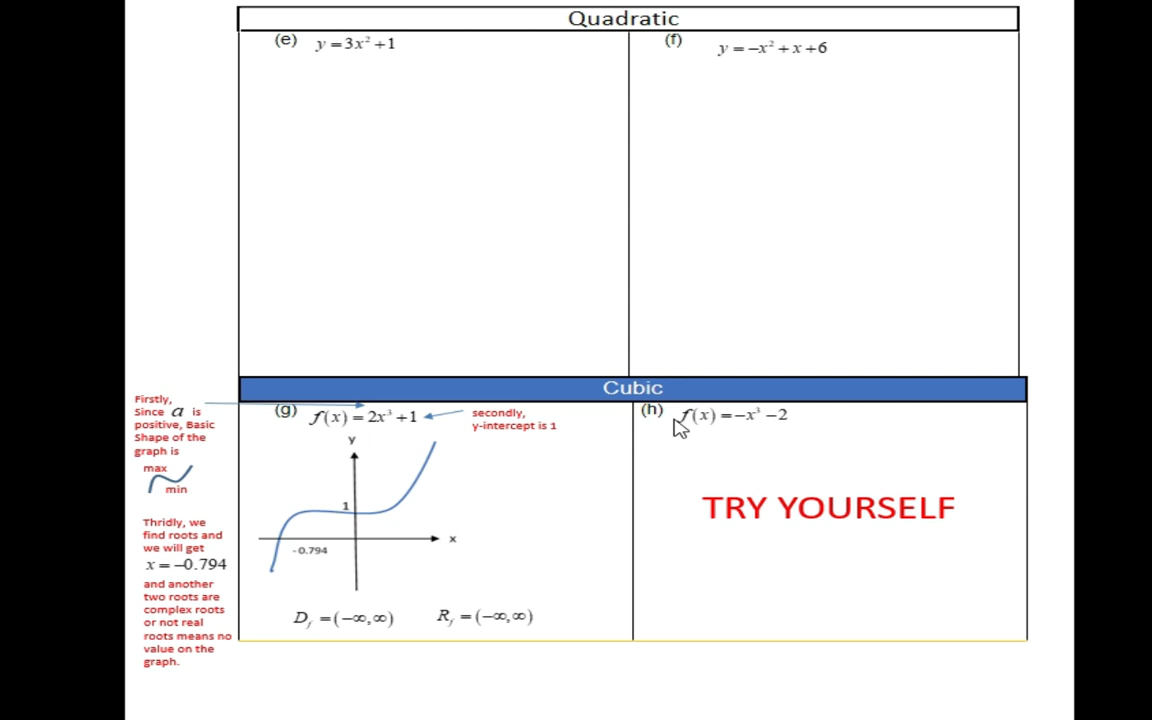 Quadratic
(e) y = 3x² + 1
(f) y = −x² + x + 6
Cubic
Firstly,
Since a is
positive, Basic
Shape of the
graph is
max
min
Thridly, we
find roots and
we will get
x = −0.794
and another
two roots are
complex roots
or not real
roots means no
value on the
graph.
(g) f(x) = 2x³ + 1
secondly,
y-intercept is 1
y
1
x
-0.794
D_f = (−∞,∞) R_f = (−∞,∞)
(h) f(x) = −x³ − 2
TRY YOURSELF